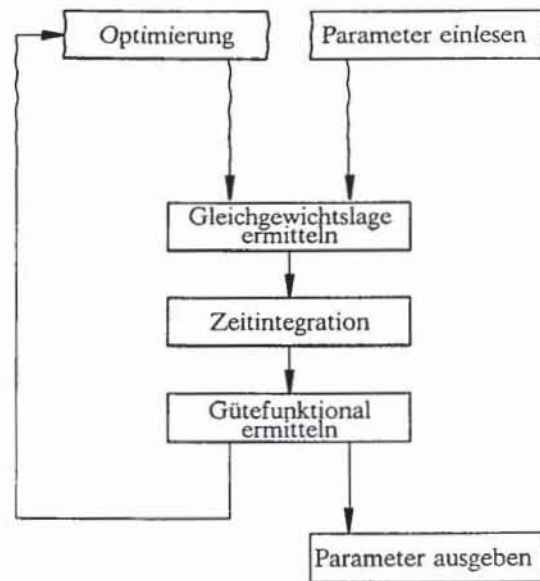 Optimierung
Parameter einlesen
Gleichgewichtslage
ermitteln
Zeitintegration
Gütefunktional
ermitteln
Parameter ausgeben